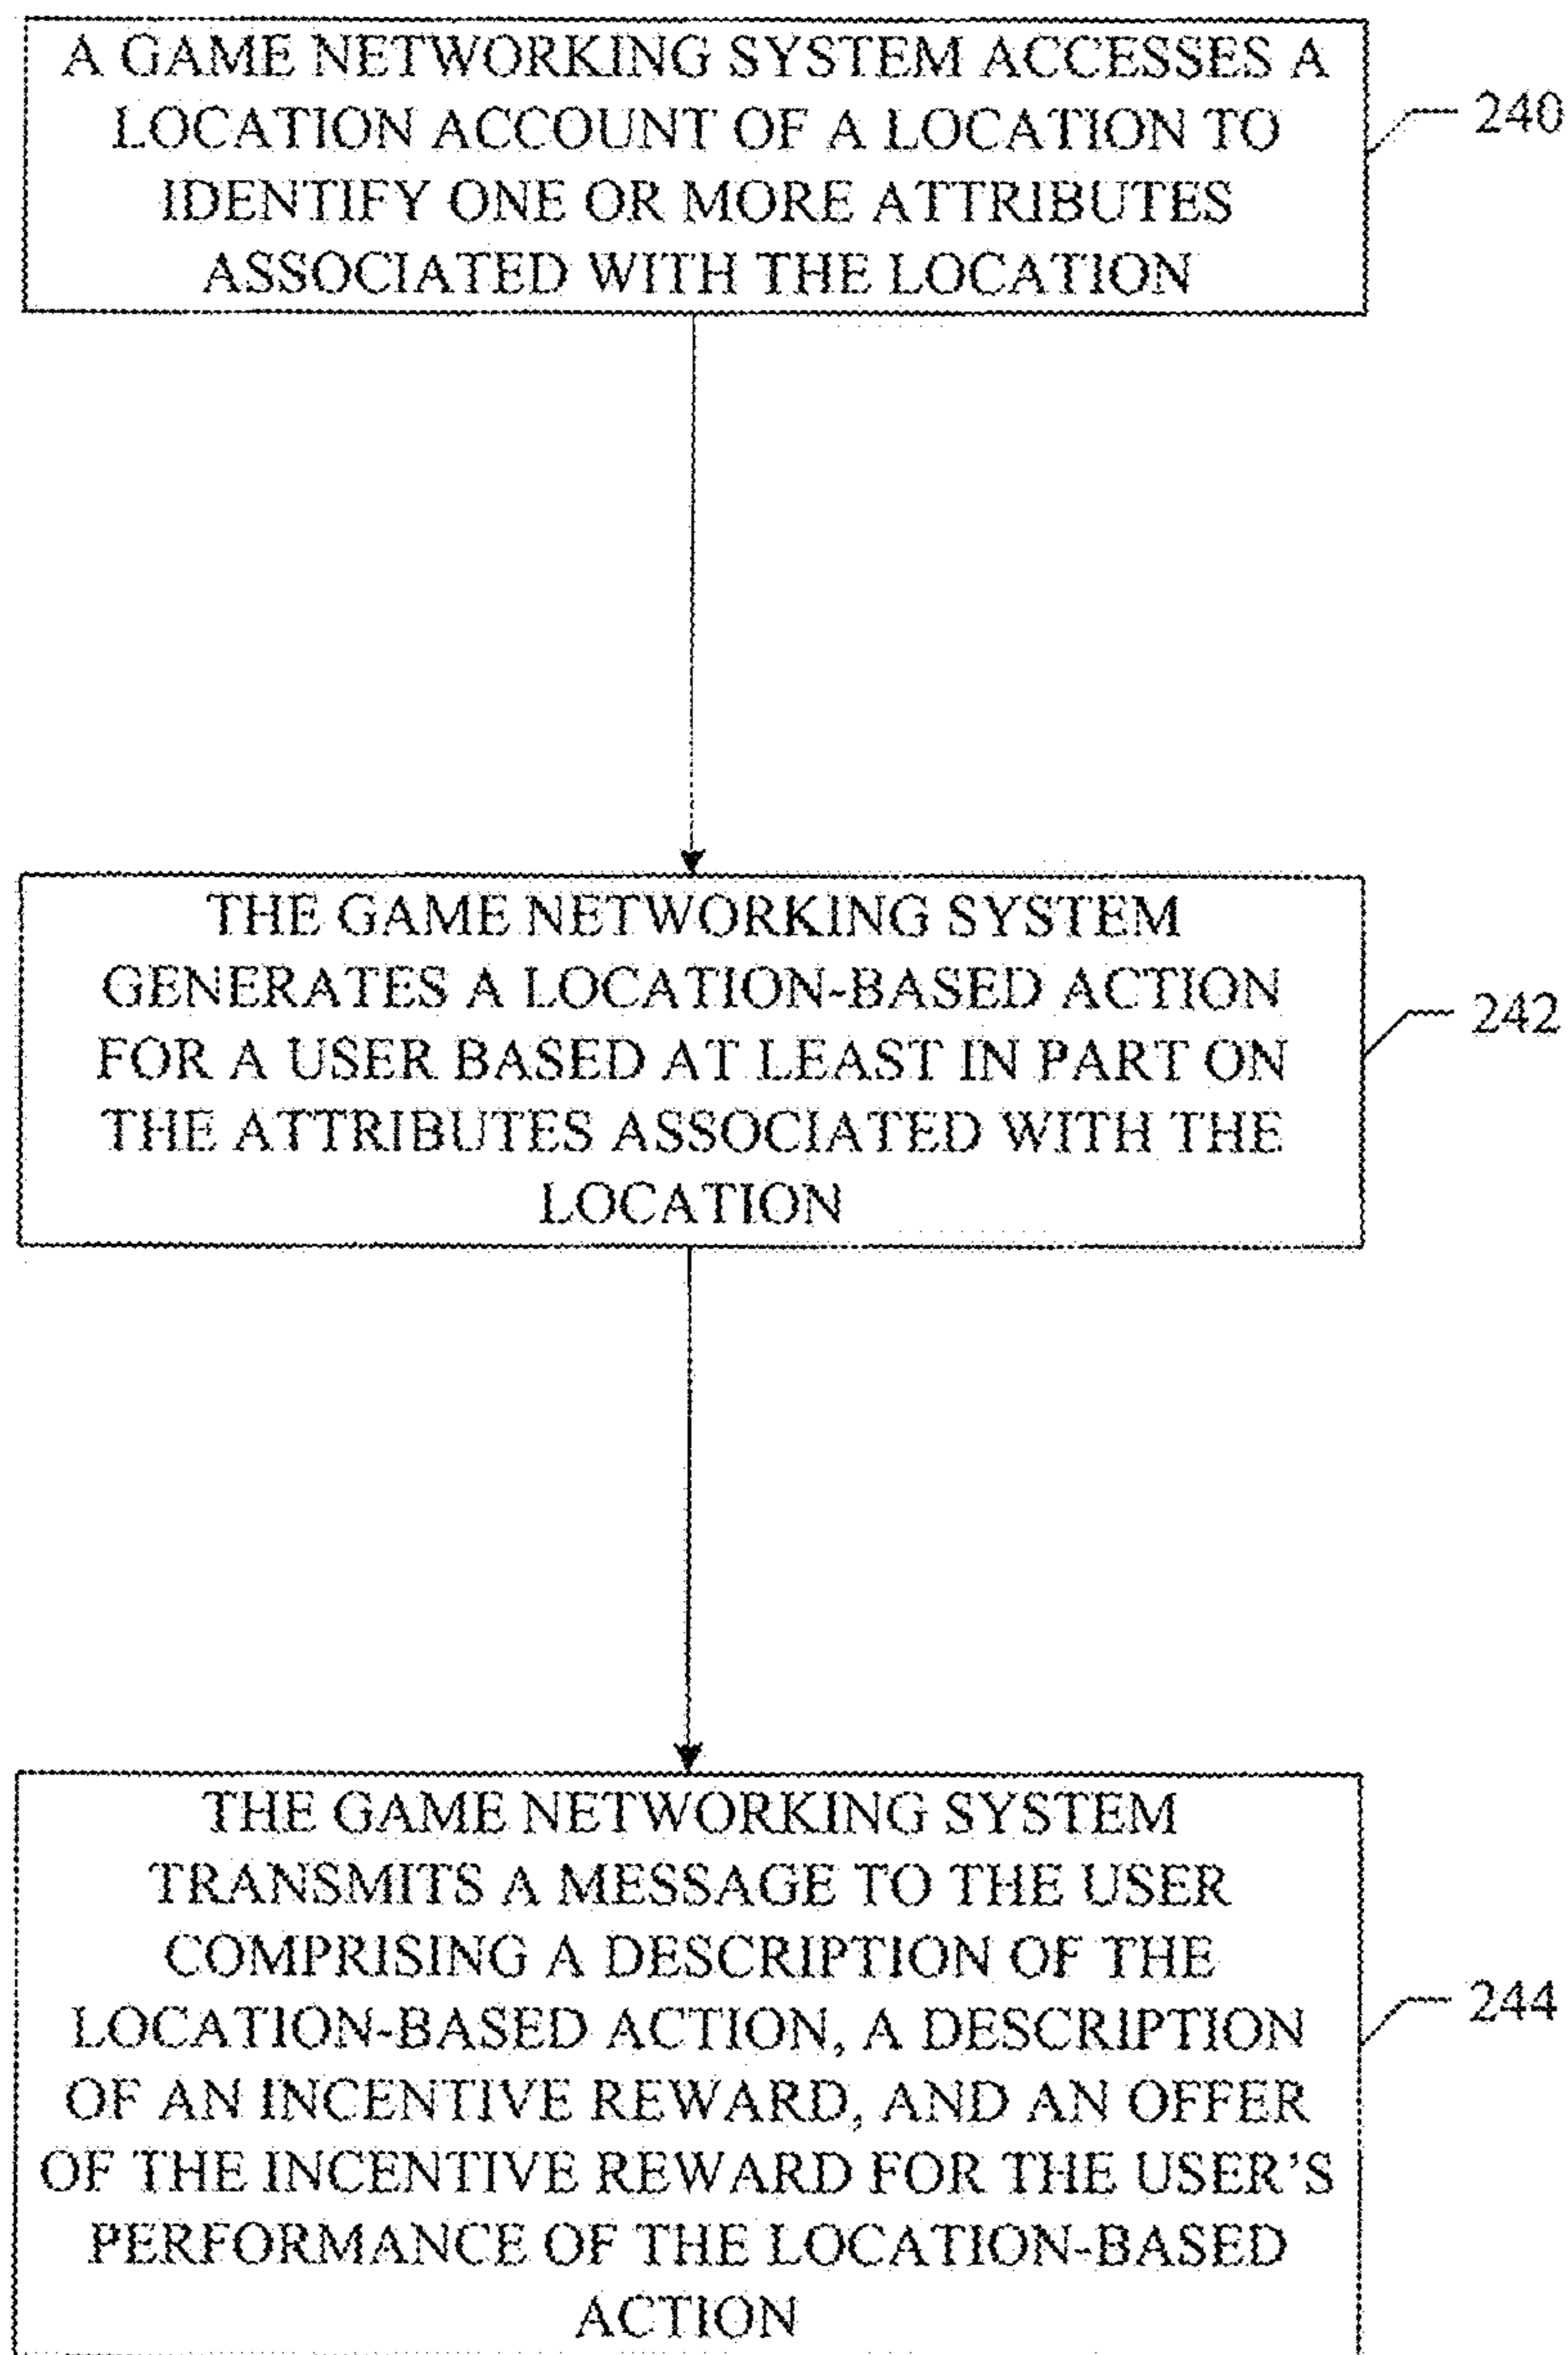 A GAME NETWORKING SYSTEM ACCESSES A
LOCATION ACCOUNT OF A LOCATION TO
IDENTIFY ONE OR MORE ATTRIBUTES
ASSOCIATED WITH THE LOCATION
240
THE GAME NETWORKING SYSTEM
GENERATES A LOCATION-BASED ACTION
FOR A USER BASED AT LEAST IN PART ON
THE ATTRIBUTES ASSOCIATED WITH THE
LOCATION
242
THE GAME NETWORKING SYSTEM
TRANSMITS A MESSAGE TO THE USER
COMPRISING A DESCRIPTION OF THE
LOCATION-BASED ACTION, A DESCRIPTION
OF AN INCENTIVE REWARD, AND AN OFFER
OF THE INCENTIVE REWARD FOR THE USER'S
PERFORMANCE OF THE LOCATION-BASED
ACTION
244